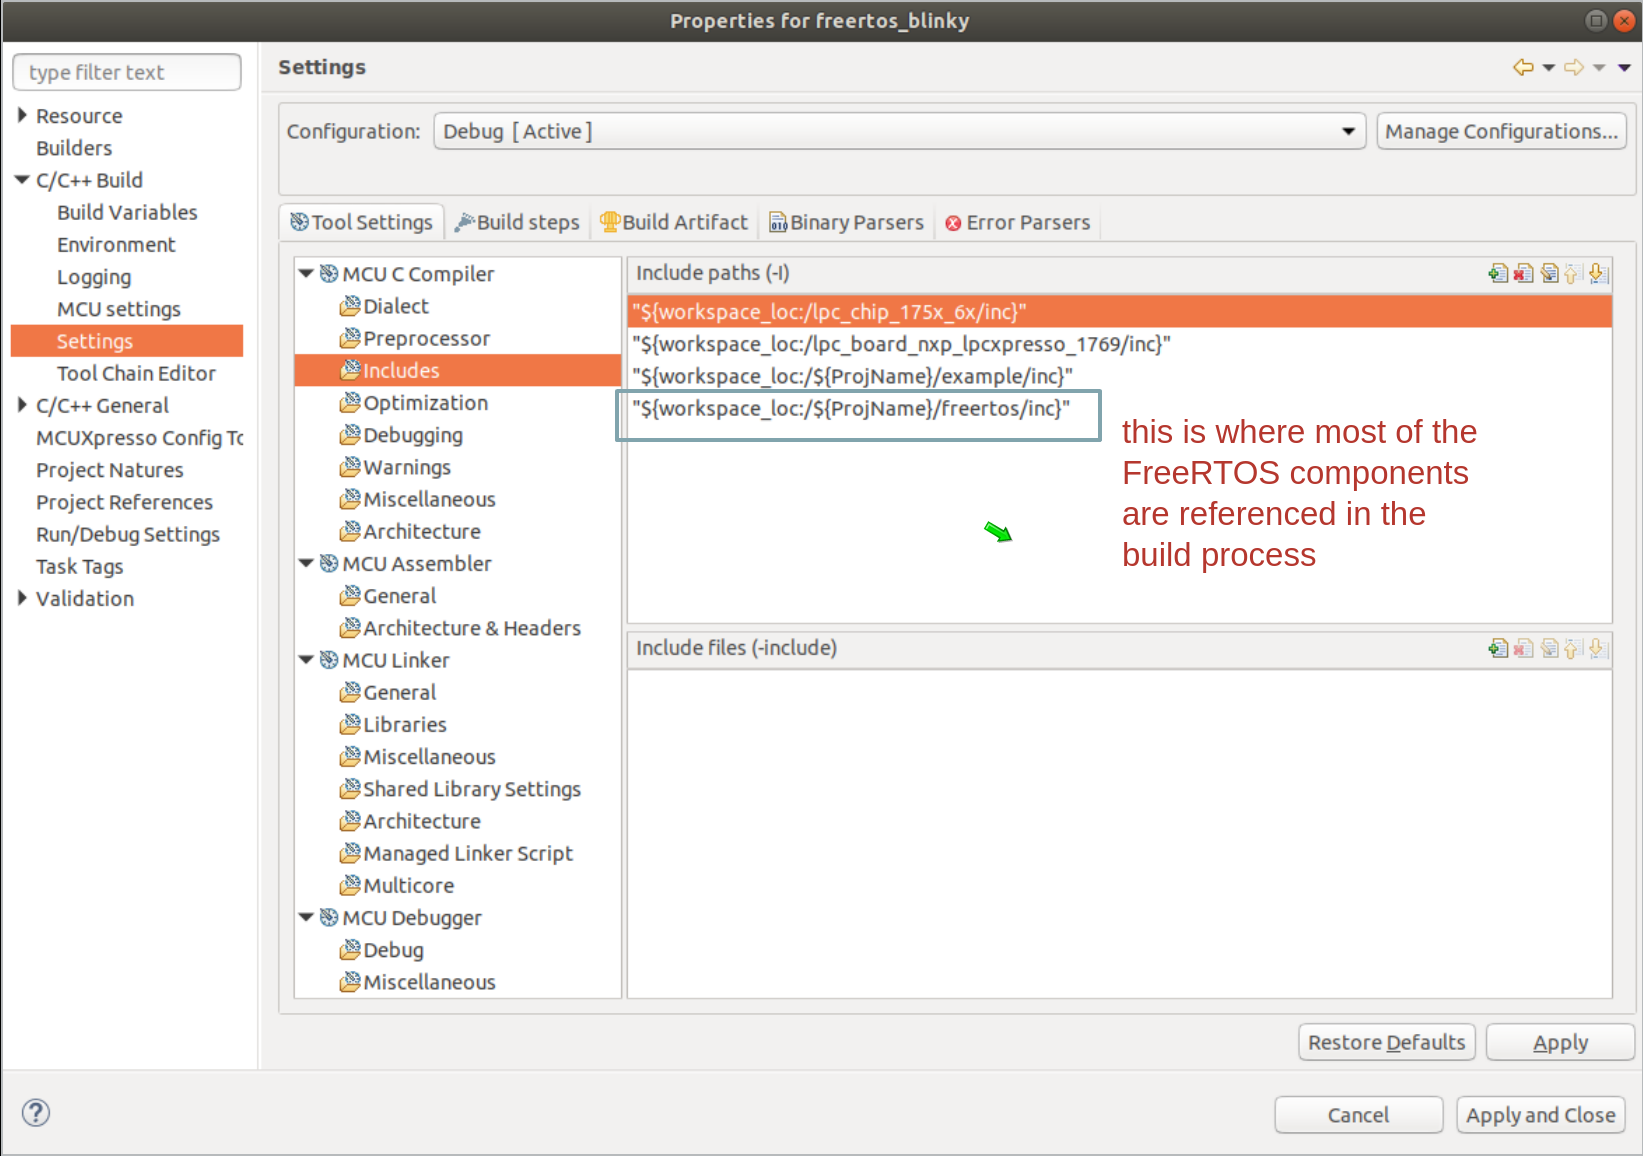 Properties for freertos_blinky
type filter text
Resource
Builders
C/C++ Build
Build Variables
Environment
Logging
MCU settings
Settings
Tool Chain Editor
C/C++ General
MCUXpresso Config To
Project Natures
Project References
Run/Debug Settings
Task Tags
Validation
Settings
Configuration: Debug [ Active ] Manage Configurations...
Tool Settings Build steps Build Artifact Binary Parsers Error Parsers
MCU C Compiler
Dialect
Preprocessor
Includes
Optimization
Debugging
Warnings
Miscellaneous
Architecture
MCU Assembler
General
Architecture & Headers
MCU Linker
General
Libraries
Miscellaneous
Shared Library Settings
Architecture
Managed Linker Script
Multicore
MCU Debugger
Debug
Miscellaneous
Include paths (-I)
"${workspace_loc:/lpc_chip_175x_6x/inc}"
"${workspace_loc:/lpc_board_nxp_lpcxpresso_1769/inc}"
"${workspace_loc:/${ProjName}/example/inc}"
"${workspace_loc:/${ProjName}/freertos/inc}"
this is where most of the
FreeRTOS components
are referenced in the
build process
Include files (-include)
Restore Defaults Apply
Cancel Apply and Close